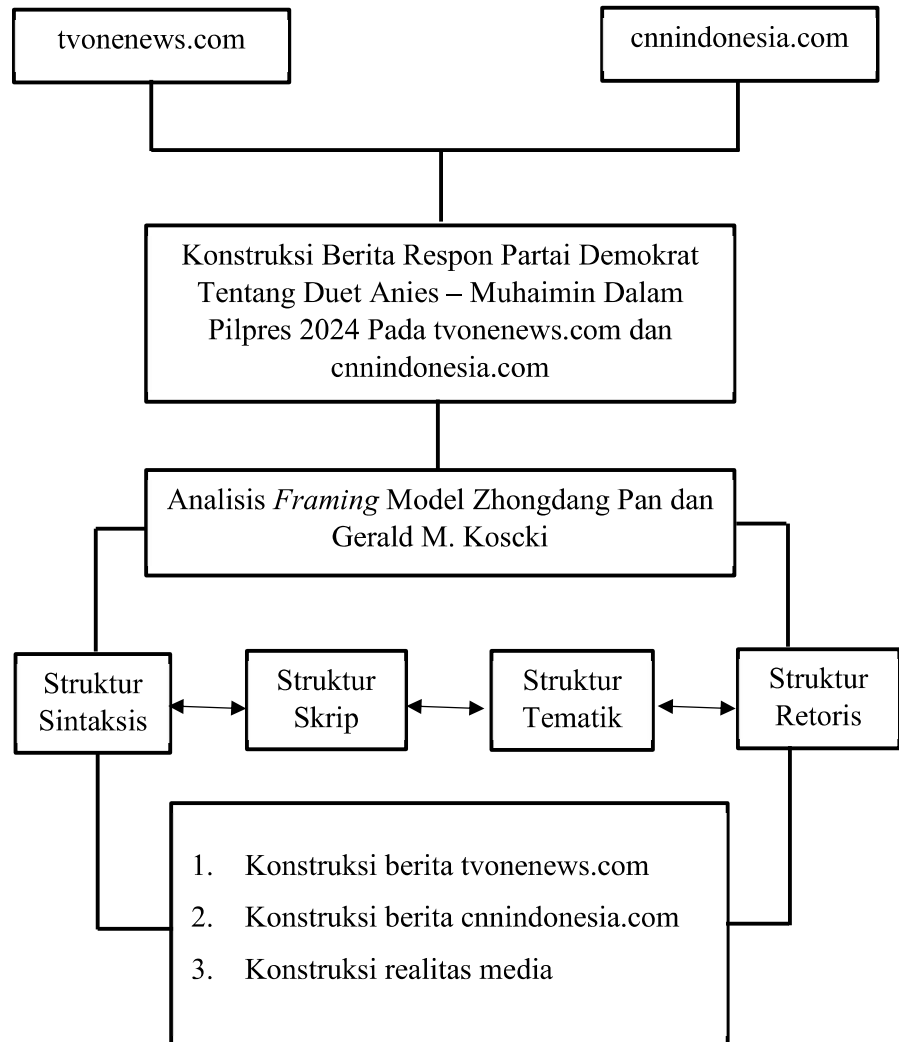 tvonenews.com
cnnindonesia.com
Konstruksi Berita Respon Partai Demokrat
Tentang Duet Anies – Muhaimin Dalam
Pilpres 2024 Pada tvonenews.com dan
cnnindonesia.com
Analisis Framing Model Zhongdang Pan dan
Gerald M. Koscki
Struktur
Sintaksis
Struktur
Skrip
Struktur
Tematik
Struktur
Retoris
1. Konstruksi berita tvonenews.com
2. Konstruksi berita cnnindonesia.com
3. Konstruksi realitas media